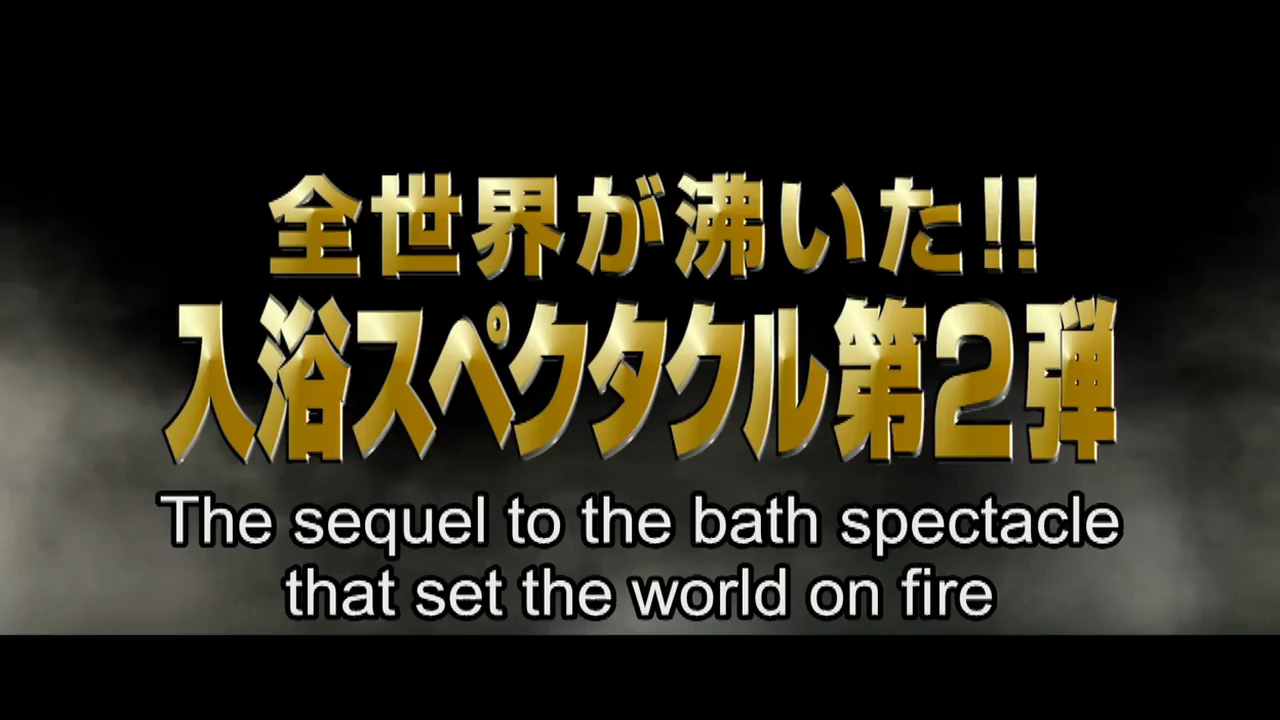 全世界が沸いた!!
入浴スペクタクル第2弾
The sequel to the bath spectacle
that set the world on fire